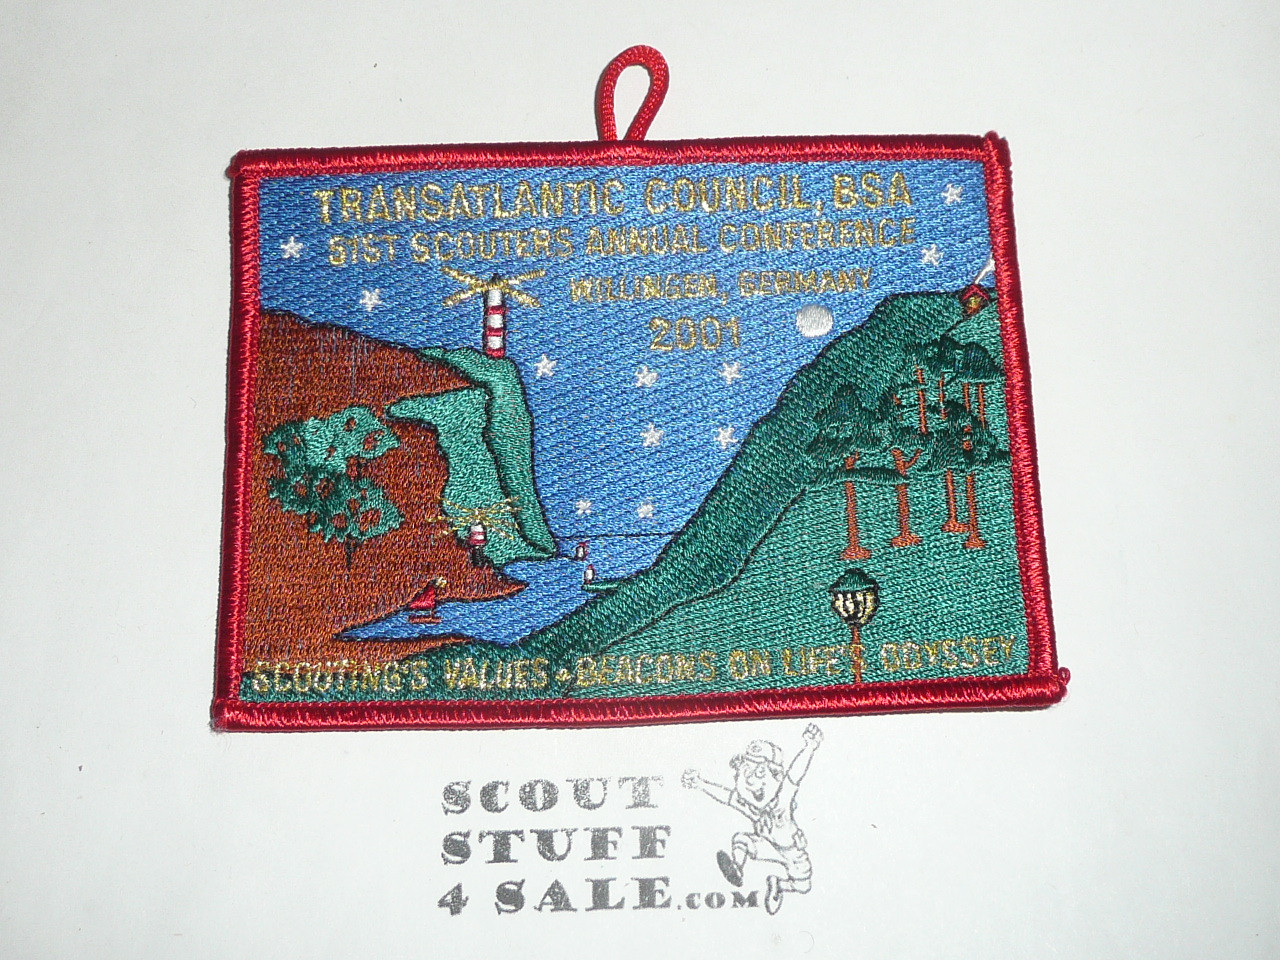 TRANSATLANTIC COUNCIL, BSA
51ST SCOUTERS ANNUAL CONFERENCE
WILLINGEN, GERMANY
2001
SCOUTING'S VALUES • BEACONS ON LIFE'S ODYSSEY
SCOUT
STUFF
4 SALE.COM